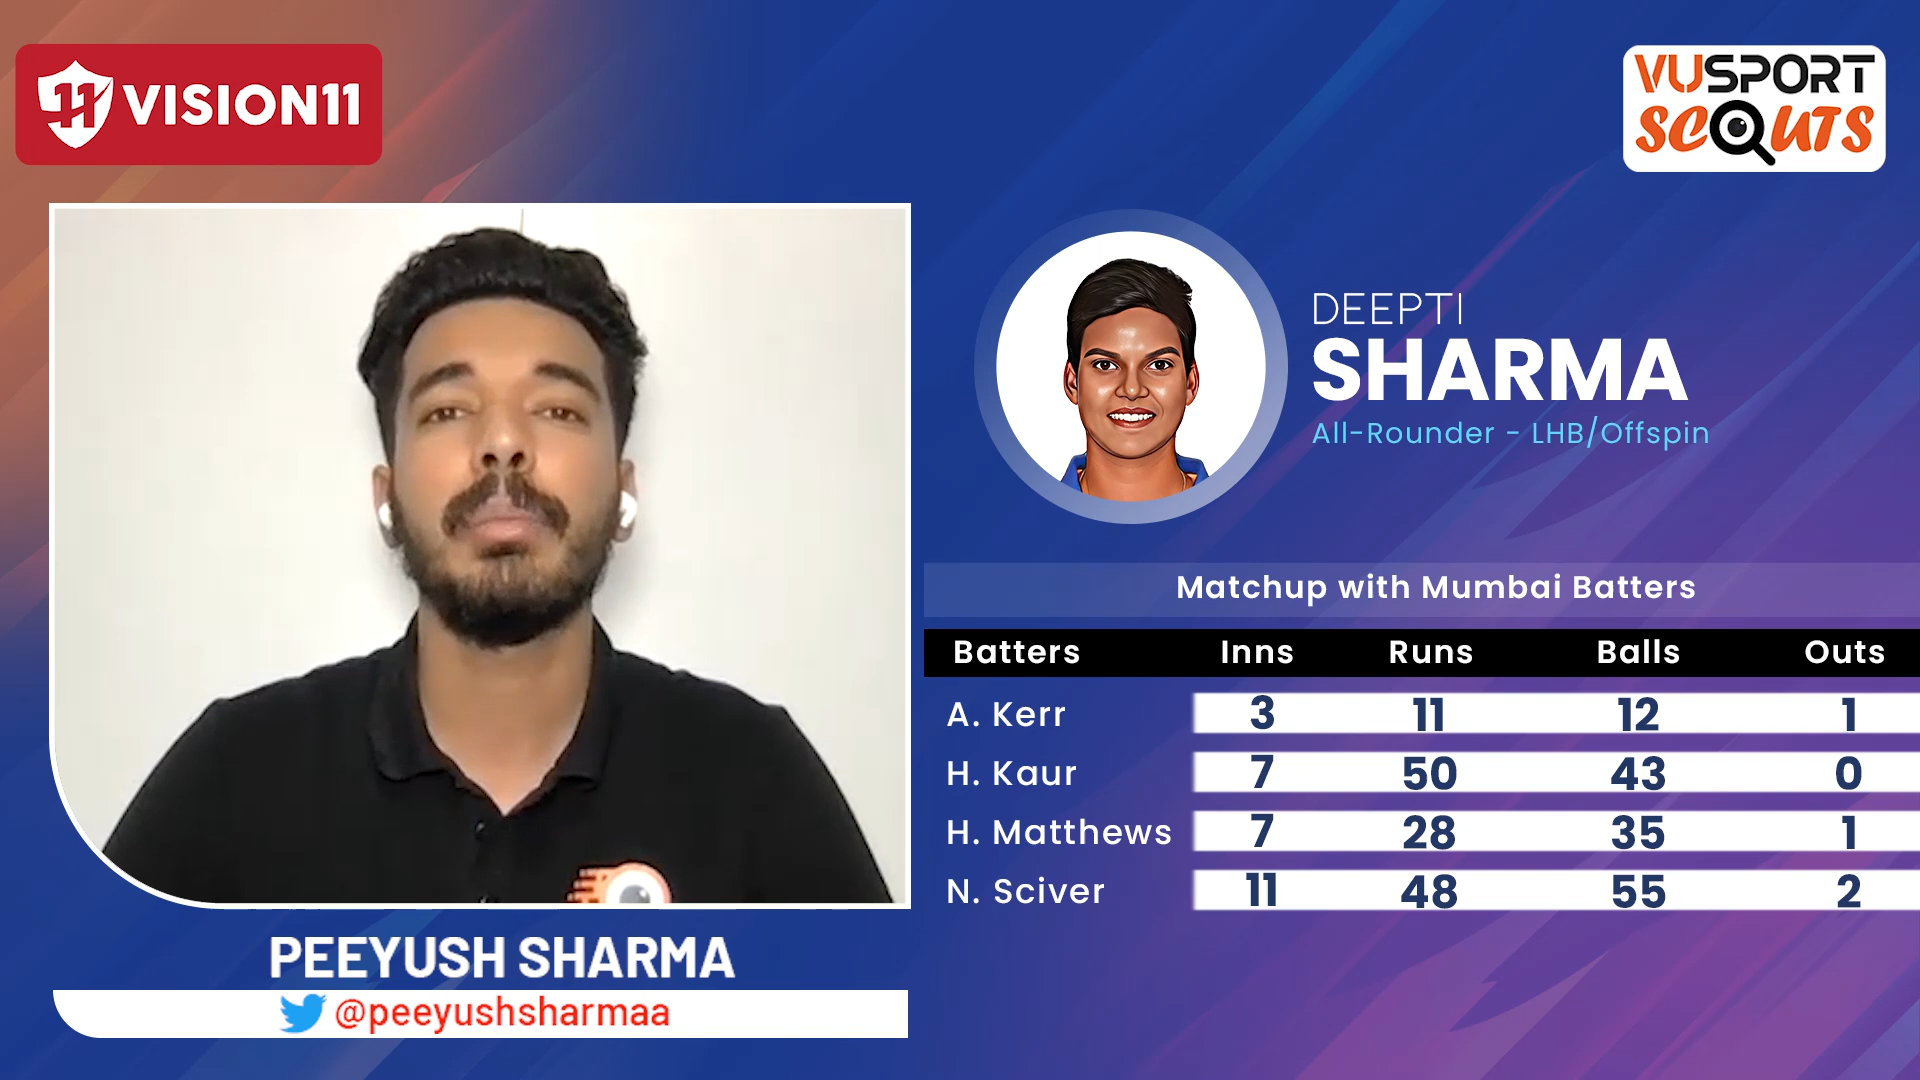 11 VISION11
VUSPORT
SCOUTS
DEEPTI
SHARMA
All-Rounder - LHB/Offspin
Matchup with Mumbai Batters
Batters Inns Runs Balls Outs
A. Kerr 3 11 12 1
H. Kaur 7 50 43 0
H. Matthews 7 28 35 1
N. Sciver 11 48 55 2
PEEYUSH SHARMA
@peeyushsharmaa